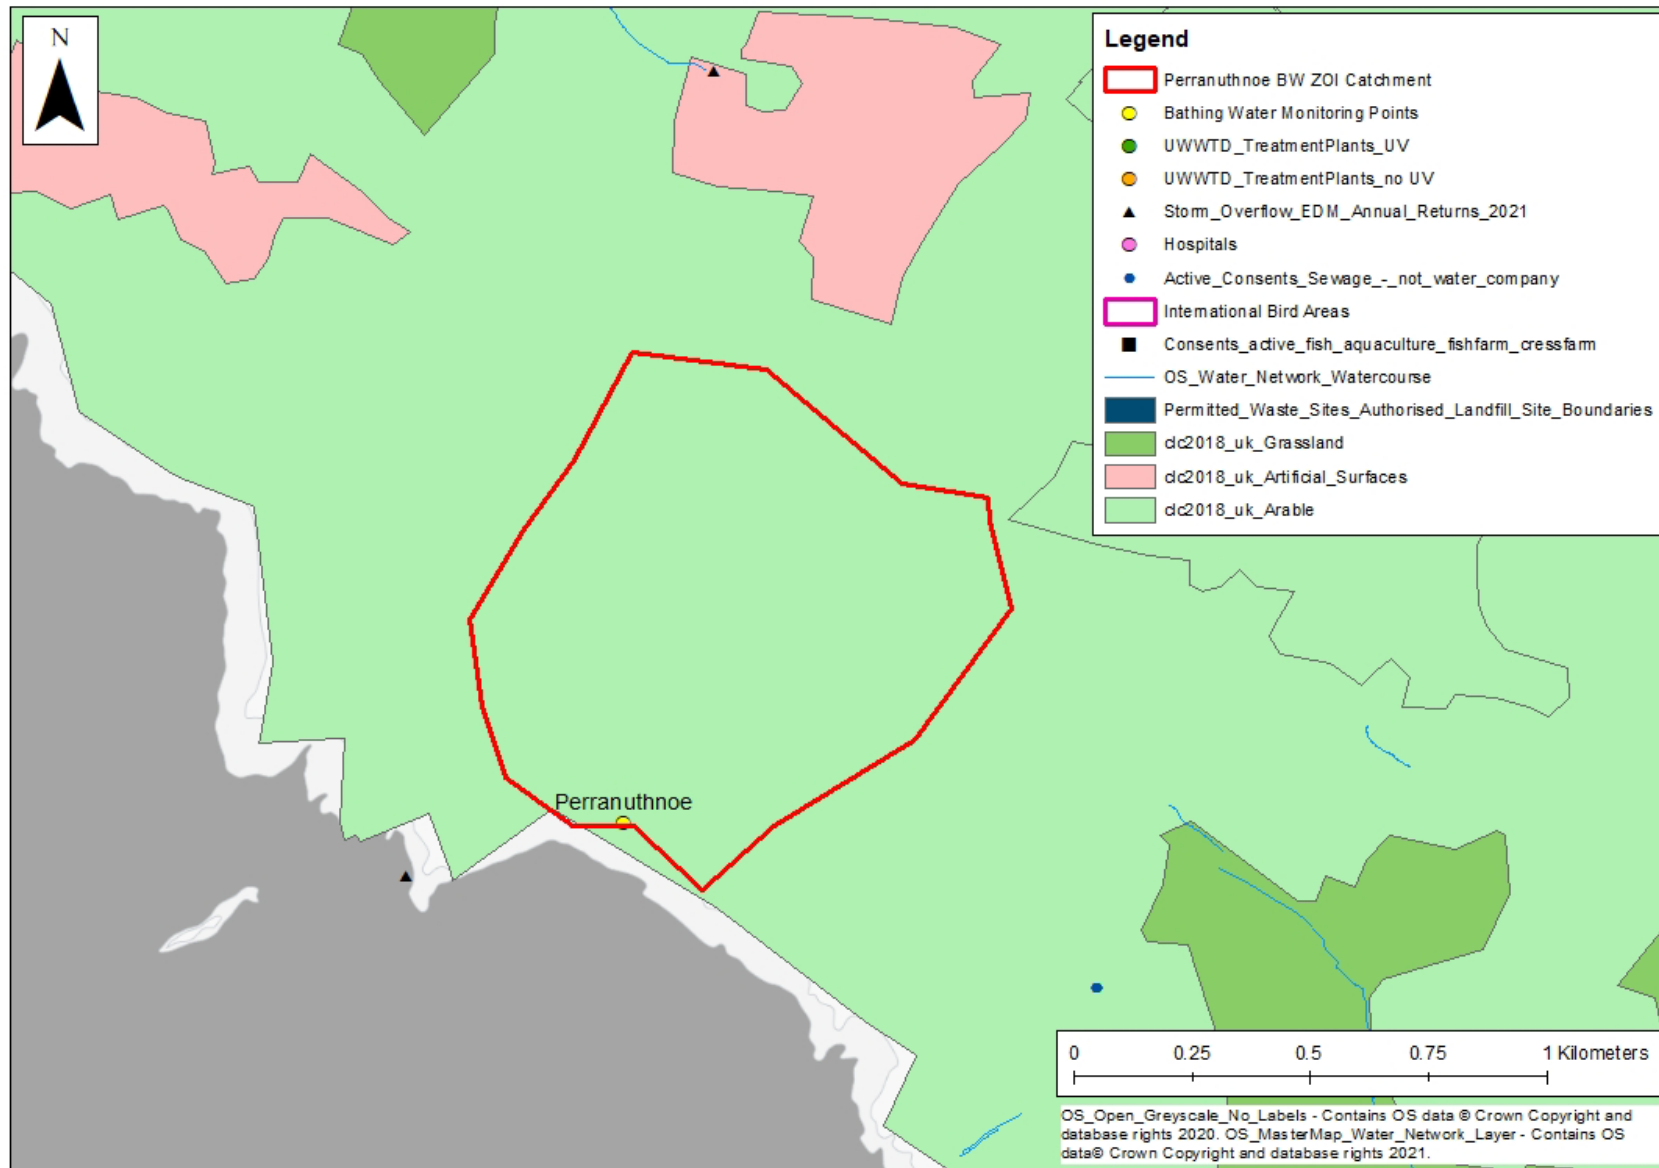 N
Legend
Perranuthnoe BW ZOI Catchment
Bathing Water Monitoring Points
UWWTD_TreatmentPlants_UV
UWWTD_TreatmentPlants_no UV
Storm_Overflow_EDM_Annual_Returns_2021
Hospitals
Active_Consents_Sewage_-_not_water_company
International Bird Areas
Consents_active_fish_aquaculture_fishfarm_cressfarm
OS_Water_Network_Watercourse
Permitted_Waste_Sites_Authorised_Landfill_Site_Boundaries
clc2018_uk_Grassland
clc2018_uk_Artificial_Surfaces
clc2018_uk_Arable
Perranuthnoe
0 0.25 0.5 0.75 1 Kilometers
OS_Open_Greyscale_No_Labels - Contains OS data © Crown Copyright and
database rights 2020. OS_MasterMap_Water_Network_Layer - Contains OS
data© Crown Copyright and database rights 2021.